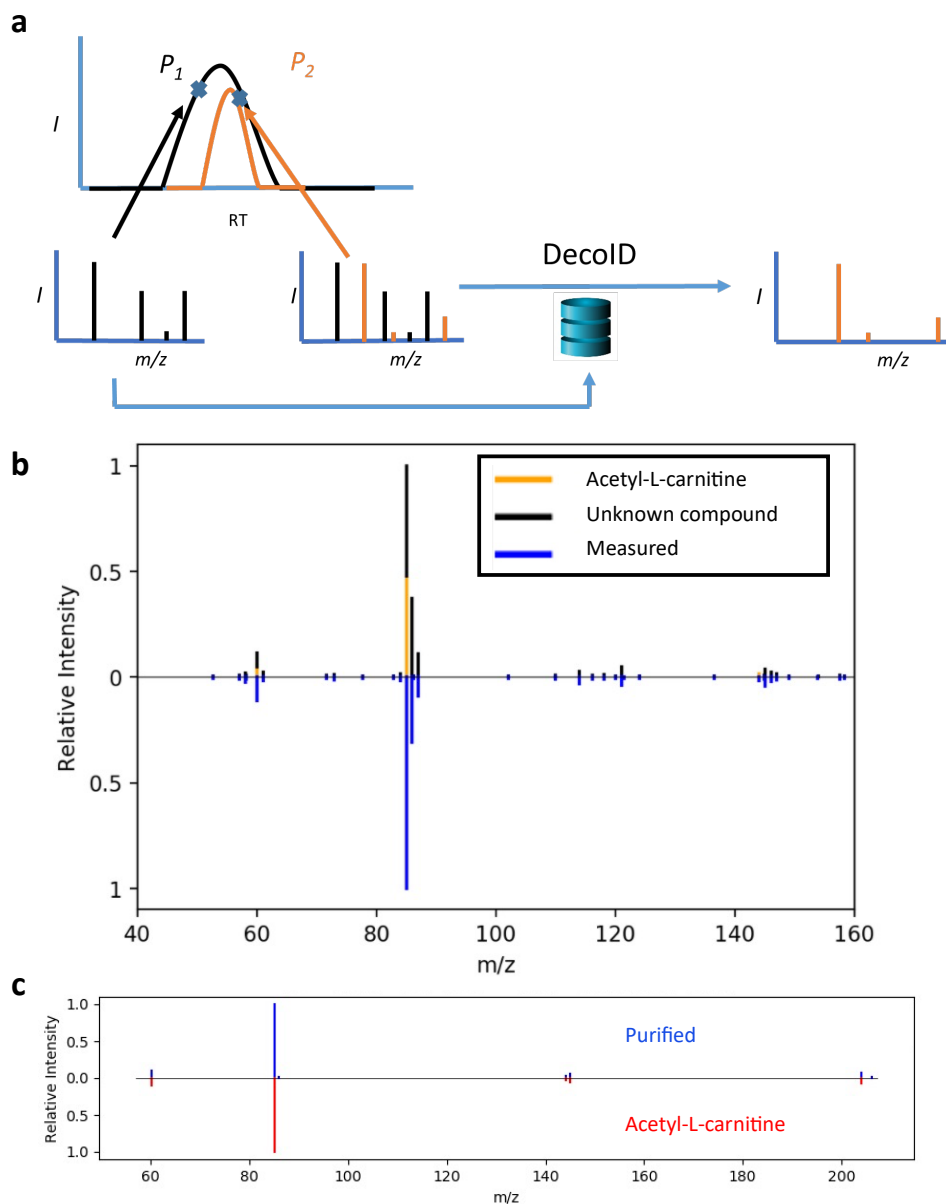 a
P1
P2
I
RT
DecoID
I
I
I
m/z
m/z
m/z
b
Acetyl-L-carnitine
Unknown compound
Measured
1
0.5
0
0.5
1
Relative Intensity
40 60 80 100 120 140 160
m/z
c
1.0
0.5
0.0
0.5
1.0
Relative Intensity
Purified
Acetyl-L-carnitine
60 80 100 120 140 160 180 200
m/z